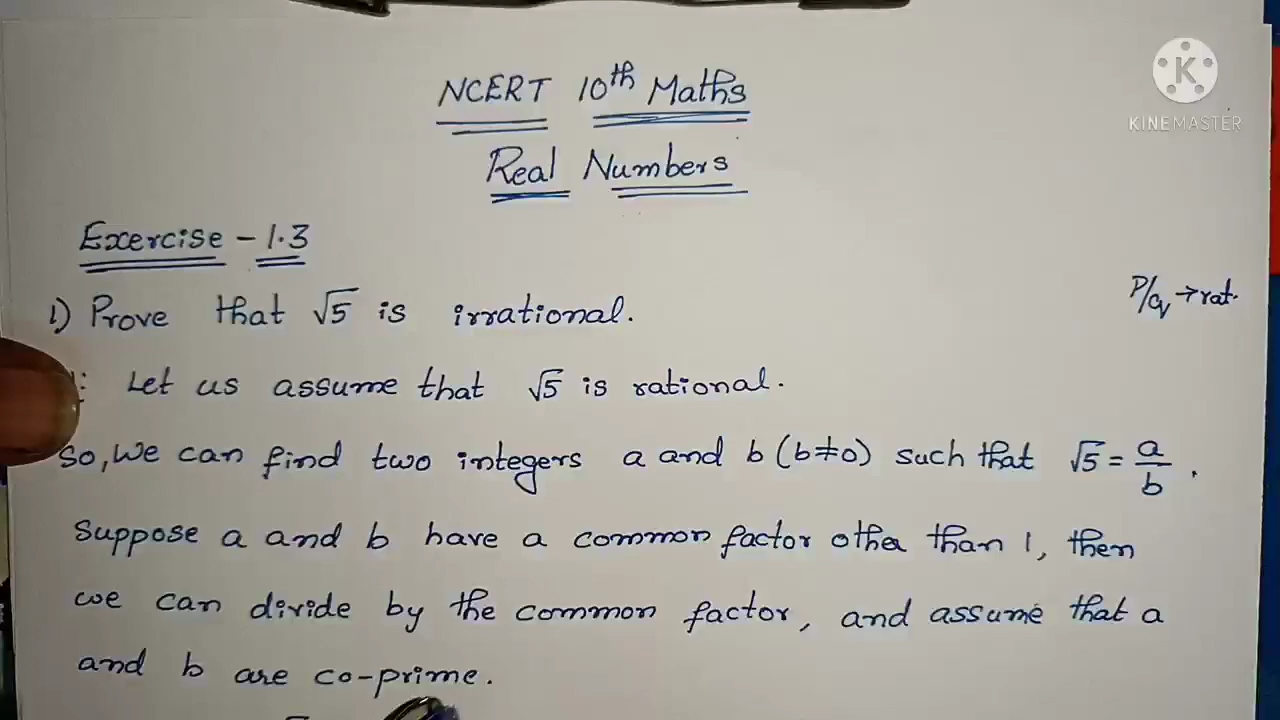 NCERT 10th Maths
K
KINEMASTER
Real Numbers
Exercise - 1.3
P/q → rat.
1) Prove that √5 is irrational.
Let us assume that √5 is rational.
So, We can find two integers a and b (b≠0) such that √5 = a/b.
Suppose a and b have a common factor other than 1, then
we can divide by the common factor, and assume that a
and b are co-prime.